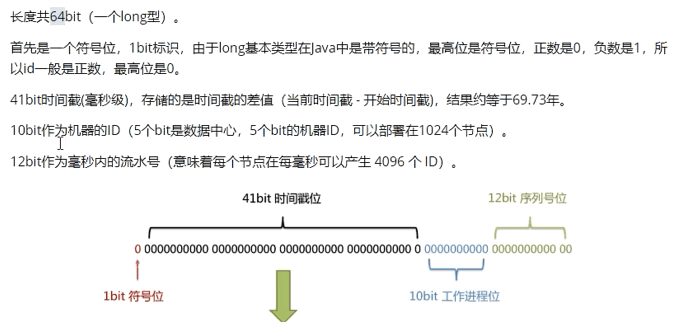 长度共64bit（一个long型）。
首先是一个符号位，1bit标识，由于long基本类型在Java中是带符号的，最高位是符号位，正数是0，负数是1，所
以id一般是正数，最高位是0。
41bit时间截(毫秒级)，存储的是时间截的差值（当前时间截 - 开始时间截)，结果约等于69.73年。
10bit作为机器的ID（5个bit是数据中心，5个bit的机器ID，可以部署在1024个节点）。
12bit作为毫秒内的流水号（意味着每个节点在每毫秒可以产生 4096 个 ID）。
41bit 时间戳位
12bit 序列号位
0 0000000000 0000000000 0000000000 0000000000 0 0000000000 0000000000 00
1bit 符号位
10bit 工作进程位